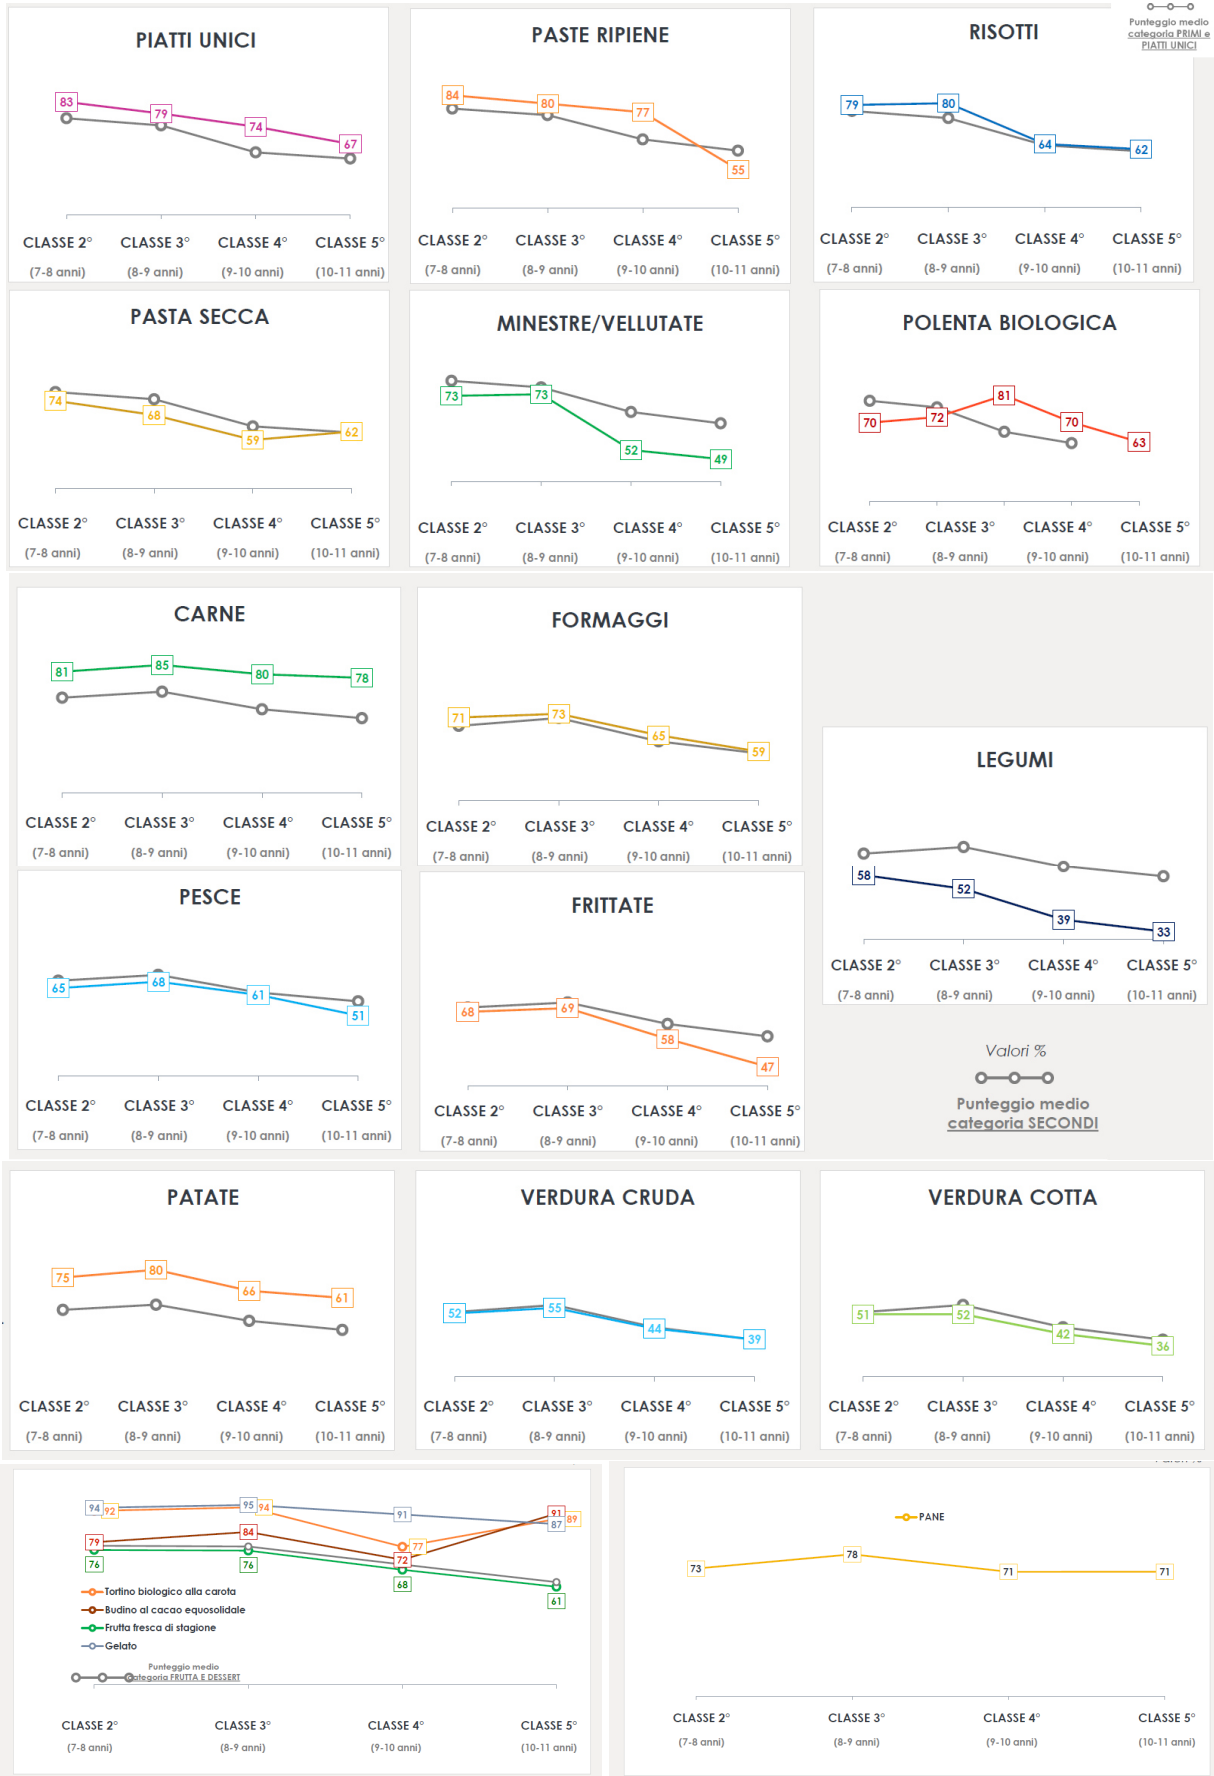 Punteggio medio
categoria PRIMI e
PIATTI UNICI
PIATTI UNICI
83
79
74
67
CLASSE 2° CLASSE 3° CLASSE 4° CLASSE 5°
(7-8 anni) (8-9 anni) (9-10 anni) (10-11 anni)
PASTE RIPIENE
84
80
77
55
CLASSE 2° CLASSE 3° CLASSE 4° CLASSE 5°
(7-8 anni) (8-9 anni) (9-10 anni) (10-11 anni)
RISOTTI
79
80
64
62
CLASSE 2° CLASSE 3° CLASSE 4° CLASSE 5°
(7-8 anni) (8-9 anni) (9-10 anni) (10-11 anni)
PASTA SECCA
74
68
59
62
CLASSE 2° CLASSE 3° CLASSE 4° CLASSE 5°
(7-8 anni) (8-9 anni) (9-10 anni) (10-11 anni)
MINESTRE/VELLUTATE
73
73
52
49
CLASSE 2° CLASSE 3° CLASSE 4° CLASSE 5°
(7-8 anni) (8-9 anni) (9-10 anni) (10-11 anni)
POLENTA BIOLOGICA
70
72
81
70
63
CLASSE 2° CLASSE 3° CLASSE 4° CLASSE 5°
(7-8 anni) (8-9 anni) (9-10 anni) (10-11 anni)
CARNE
81
85
80
78
CLASSE 2° CLASSE 3° CLASSE 4° CLASSE 5°
(7-8 anni) (8-9 anni) (9-10 anni) (10-11 anni)
FORMAGGI
71
73
65
59
CLASSE 2° CLASSE 3° CLASSE 4° CLASSE 5°
(7-8 anni) (8-9 anni) (9-10 anni) (10-11 anni)
LEGUMI
58
52
39
33
CLASSE 2° CLASSE 3° CLASSE 4° CLASSE 5°
(7-8 anni) (8-9 anni) (9-10 anni) (10-11 anni)
PESCE
65
68
61
51
CLASSE 2° CLASSE 3° CLASSE 4° CLASSE 5°
(7-8 anni) (8-9 anni) (9-10 anni) (10-11 anni)
FRITTATE
68
69
58
47
CLASSE 2° CLASSE 3° CLASSE 4° CLASSE 5°
(7-8 anni) (8-9 anni) (9-10 anni) (10-11 anni)
Valori %
Punteggio medio
categoria SECONDI
PATATE
75
80
66
61
CLASSE 2° CLASSE 3° CLASSE 4° CLASSE 5°
(7-8 anni) (8-9 anni) (9-10 anni) (10-11 anni)
VERDURA CRUDA
52
55
44
39
CLASSE 2° CLASSE 3° CLASSE 4° CLASSE 5°
(7-8 anni) (8-9 anni) (9-10 anni) (10-11 anni)
VERDURA COTTA
51
52
42
36
CLASSE 2° CLASSE 3° CLASSE 4° CLASSE 5°
(7-8 anni) (8-9 anni) (9-10 anni) (10-11 anni)
94 92
95 94
91
91
87 89
79
84
77
72
76
76
68
61
Tortino biologico alla carota
Budino al cacao equosolidale
Frutta fresca di stagione
Gelato
Punteggio medio
categoria FRUTTA E DESSERT
CLASSE 2° CLASSE 3° CLASSE 4° CLASSE 5°
(7-8 anni) (8-9 anni) (9-10 anni) (10-11 anni)
PANE
73
78
71
71
CLASSE 2° CLASSE 3° CLASSE 4° CLASSE 5°
(7-8 anni) (8-9 anni) (9-10 anni) (10-11 anni)